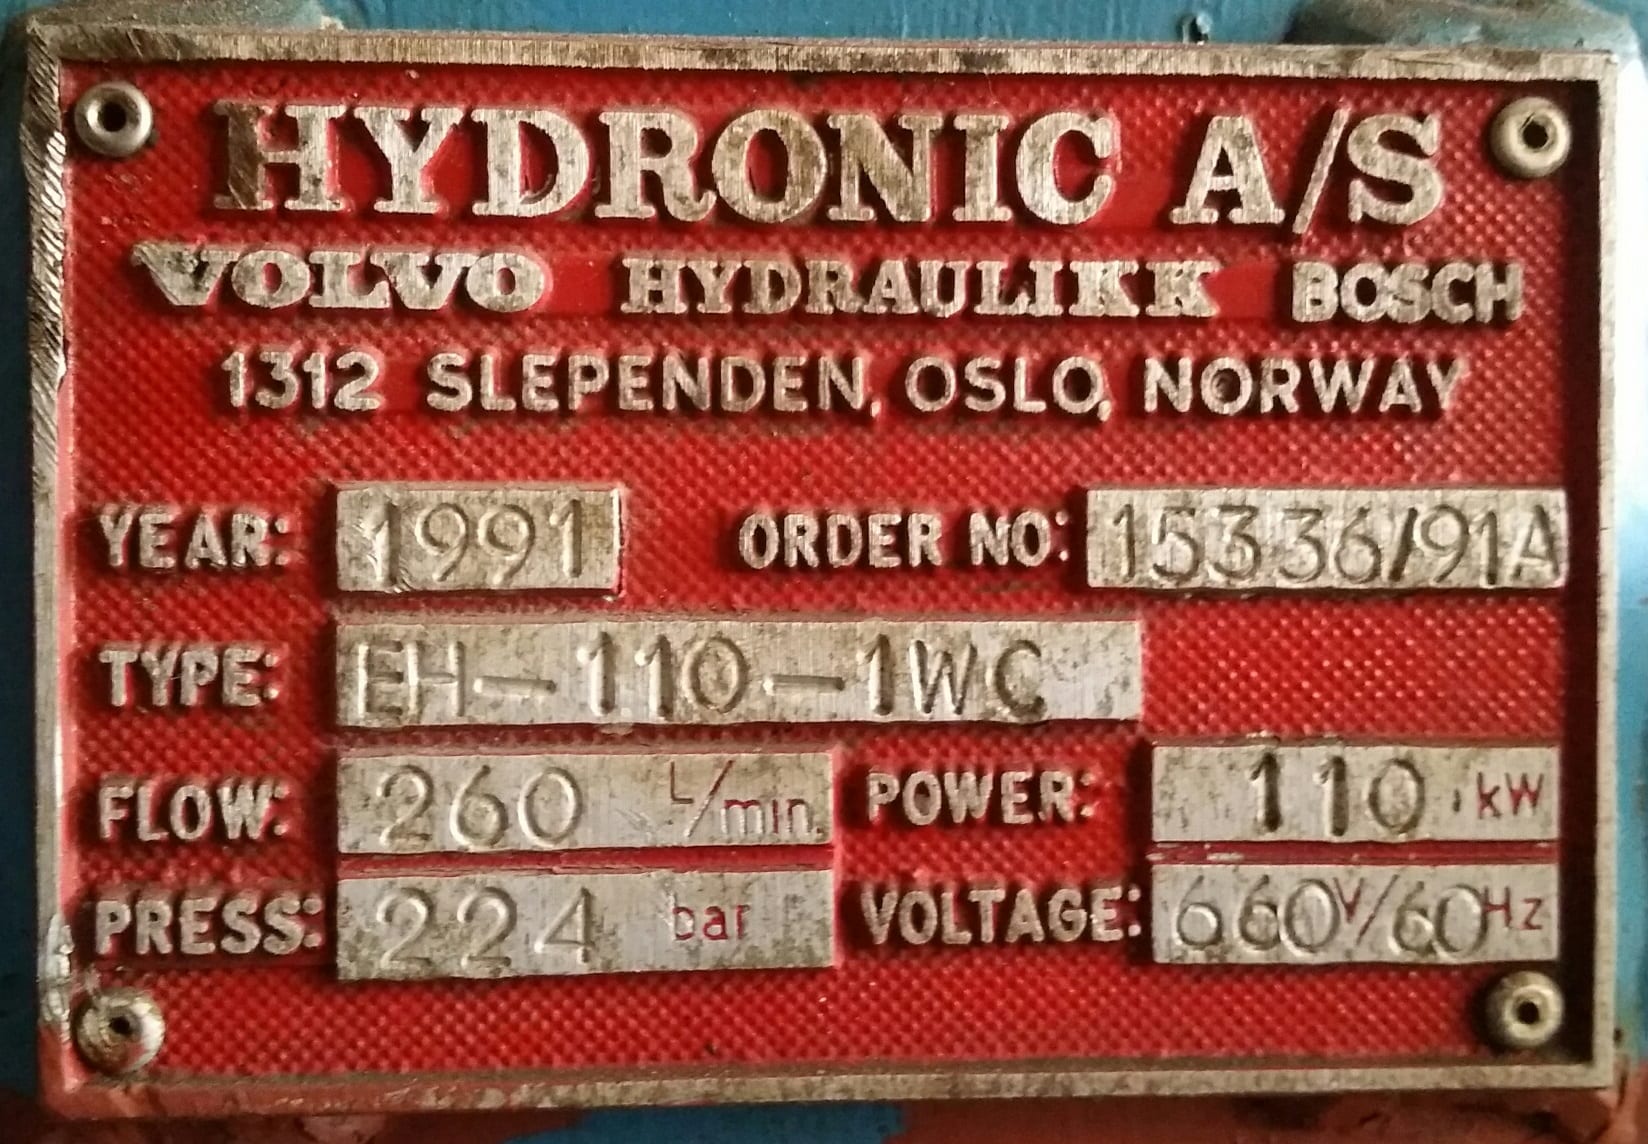 HYDRONIC A/S
VOLVO HYDRAULIKK BOSCH
1312 SLEPENDEN, OSLO, NORWAY
YEAR: 1991 ORDER NO: 15336/91A
TYPE: EH-110-1WC
FLOW: 260 L/min. POWER: 110 kW
PRESS: 224 bar VOLTAGE: 660V/60Hz